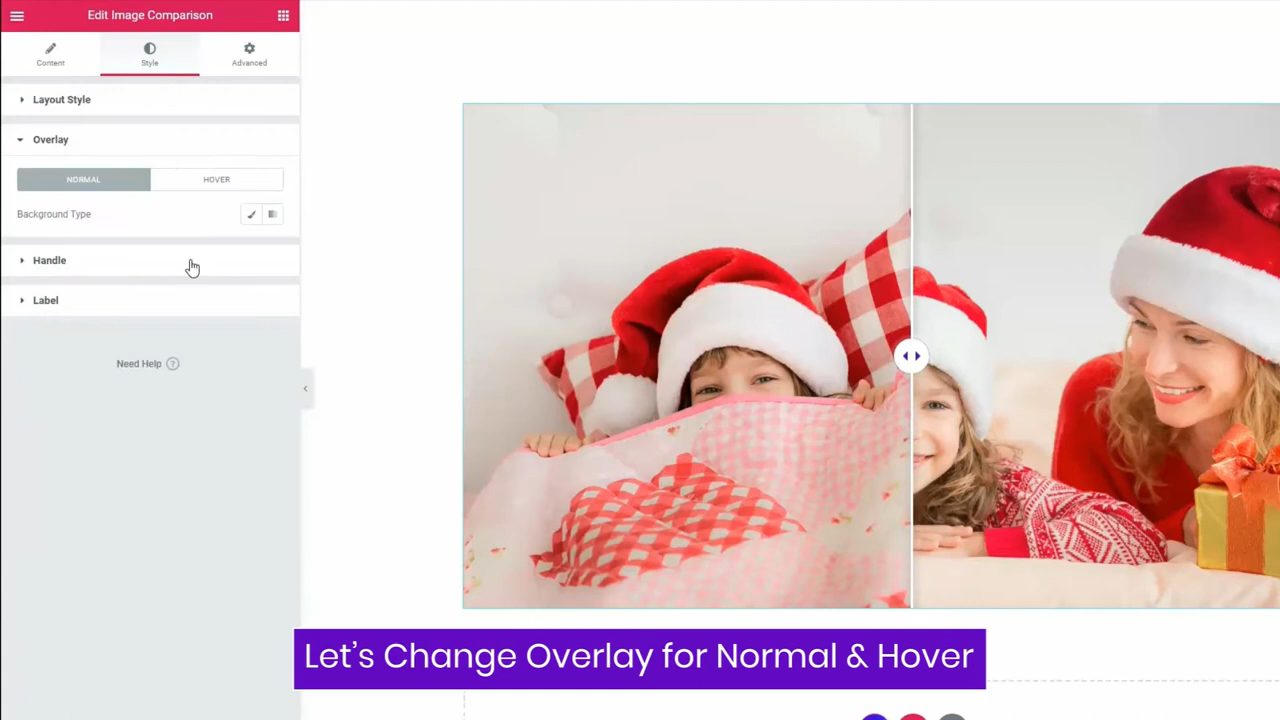 Edit Image Comparison
Content
Style
Advanced
Layout Style
Overlay
NORMAL
HOVER
Background Type
Handle
Label
Need Help ?
Let's Change Overlay for Normal & Hover